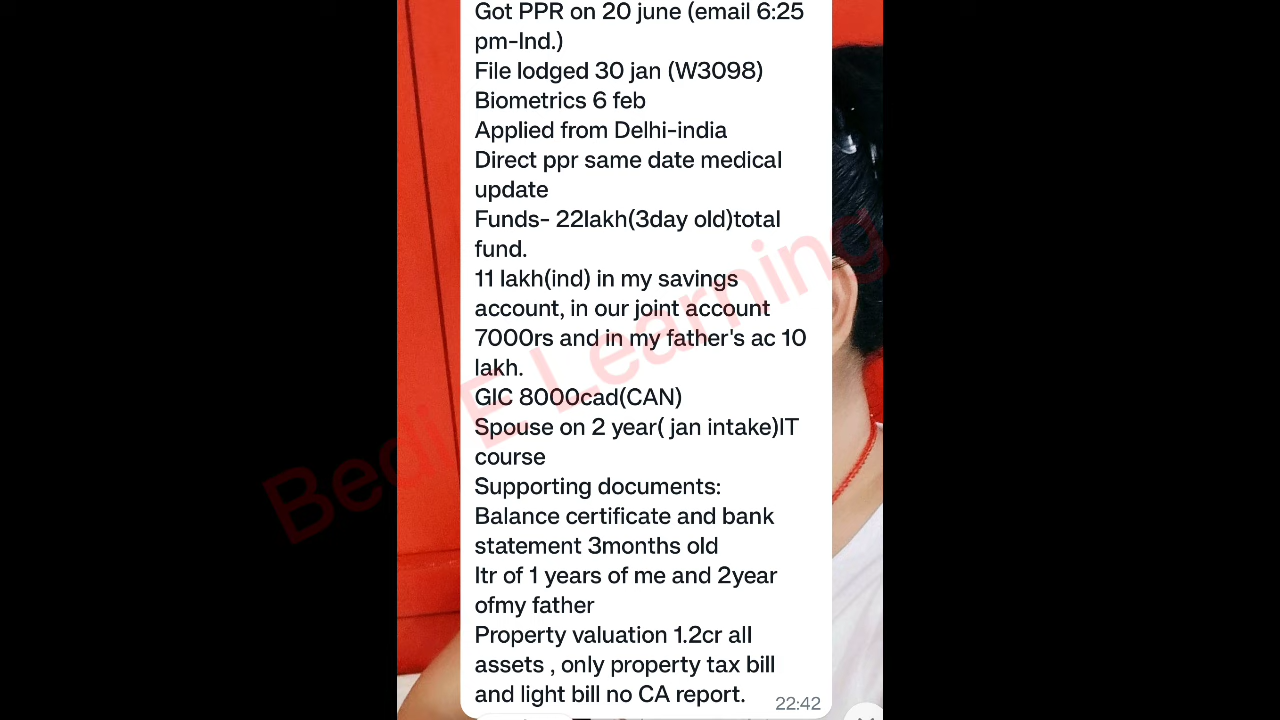 Got PPR on 20 june (email 6:25
pm-Ind.)
File lodged 30 jan (W3098)
Biometrics 6 feb
Applied from Delhi-india
Direct ppr same date medical
update
Funds- 22lakh(3day old)total
fund.
11 lakh(ind) in my savings
account, in our joint account
7000rs and in my father's ac 10
lakh.
GIC 8000cad(CAN)
Spouse on 2 year( jan intake)IT
course
Supporting documents:
Balance certificate and bank
statement 3months old
Itr of 1 years of me and 2year
ofmy father
Property valuation 1.2cr all
assets , only property tax bill
and light bill no CA report.
22:42
Bedi E Learning